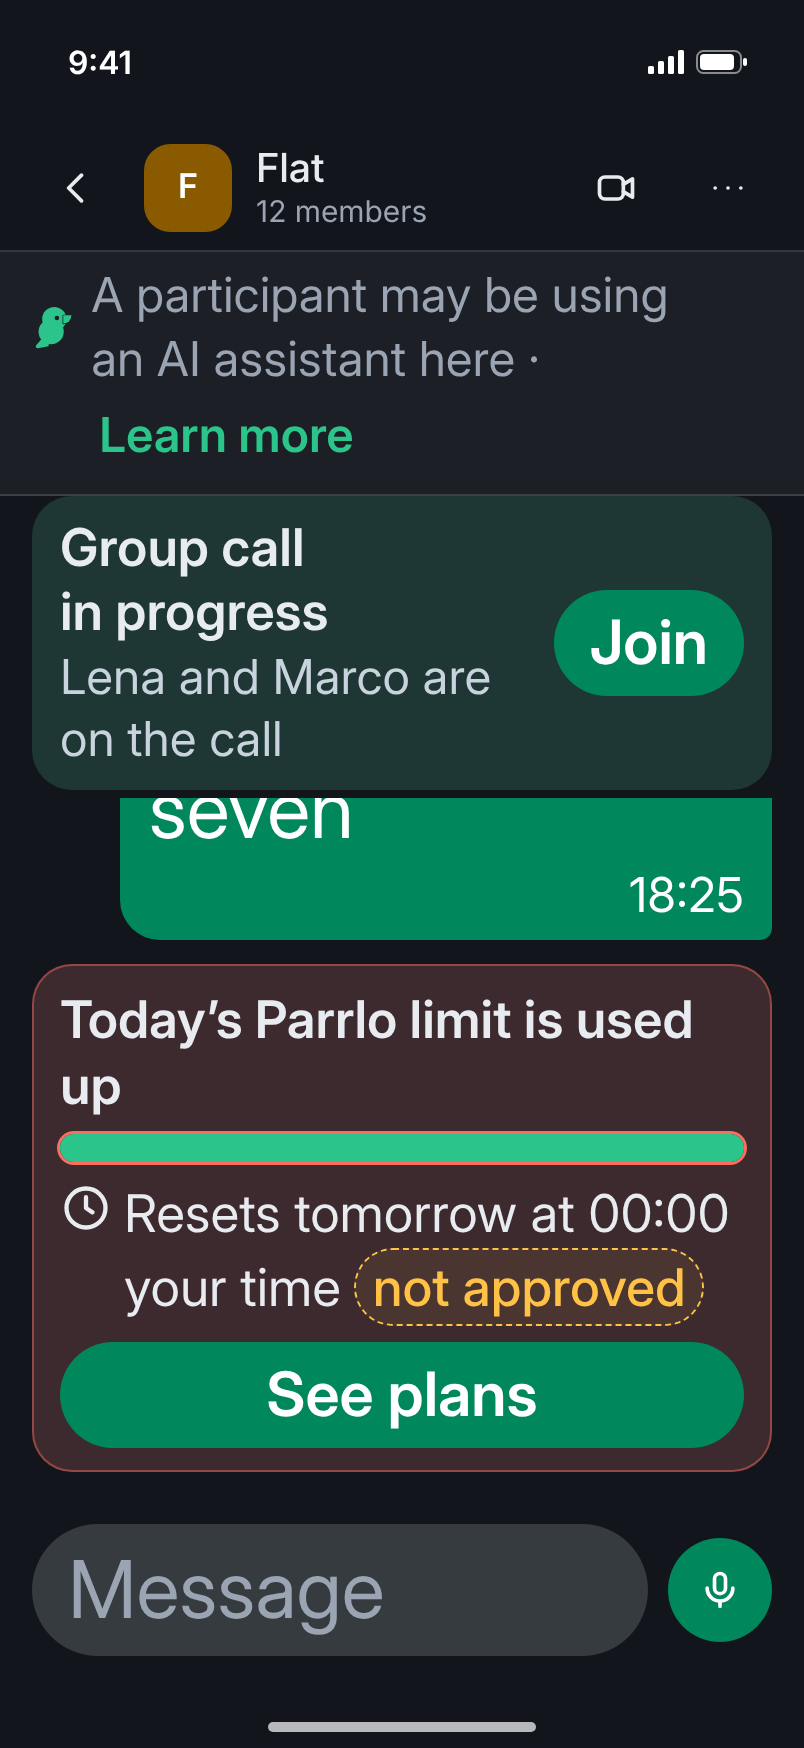 9:41
F
Flat
12 members
···
A participant may be using
an AI assistant here ·
Learn more
Group call
in progress
Lena and Marco are
on the call
Join
seven
18:25
Today’s Parrlo limit is used
up
Resets tomorrow at 00:00
your time not approved
See plans
Message